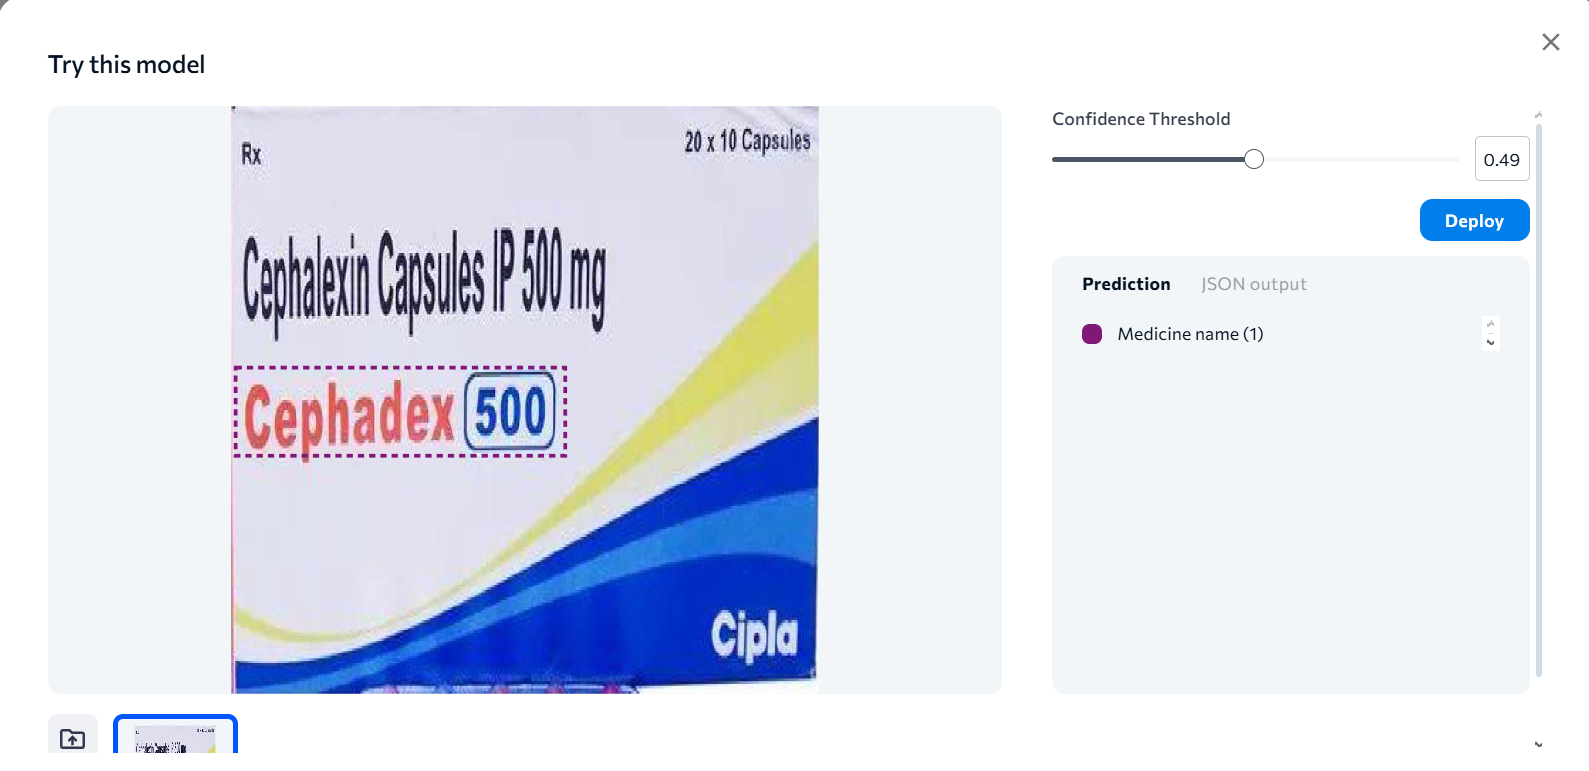 Try this model
Rx
20 x 10 Capsules
Cephalexin Capsules IP 500 mg
Cephadex 500
Cipla
Confidence Threshold
0.49
Deploy
Prediction JSON output
Medicine name (1)